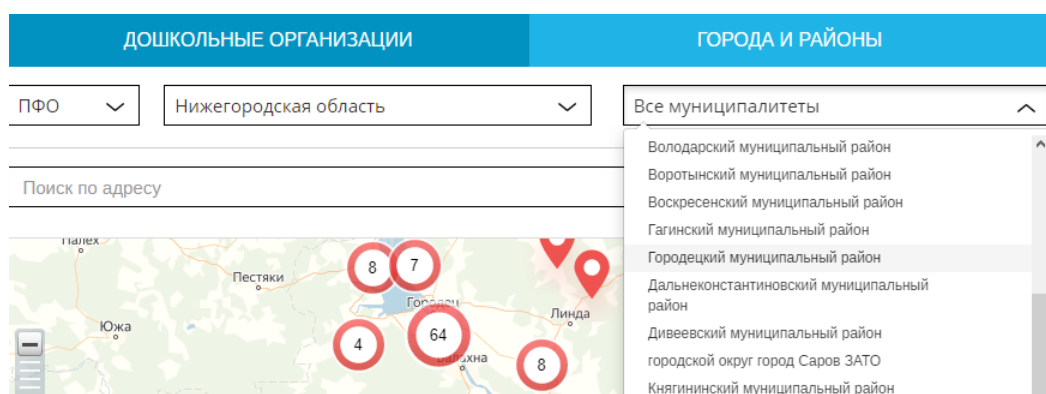 ДОШКОЛЬНЫЕ ОРГАНИЗАЦИИ
ГОРОДА И РАЙОНЫ
ПФО
Нижегородская область
Все муниципалитеты
Поиск по адресу
Володарский муниципальный район
Воротынский муниципальный район
Воскресенский муниципальный район
Гагинский муниципальный район
Городецкий муниципальный район
Дальнеконстантиновский муниципальный
район
Дивеевский муниципальный район
городской округ город Саров ЗАТО
Княгининский муниципальный район
Палех
8
7
Пестяки
Городец
Линда
Южа
4
64
Балахна
8